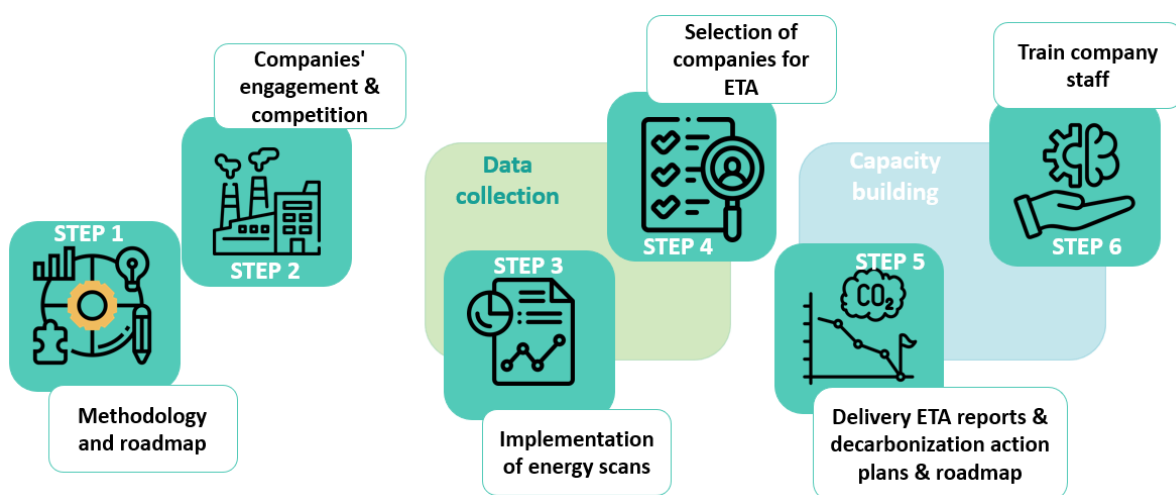 STEP 1
Methodology
and roadmap
Companies'
engagement &
competition
STEP 2
Data
collection
STEP 3
Implementation
of energy scans
Selection of
companies for
ETA
STEP 4
Capacity
building
STEP 5
CO2
Delivery ETA reports &
decarbonization action
plans & roadmap
Train company
staff
STEP 6